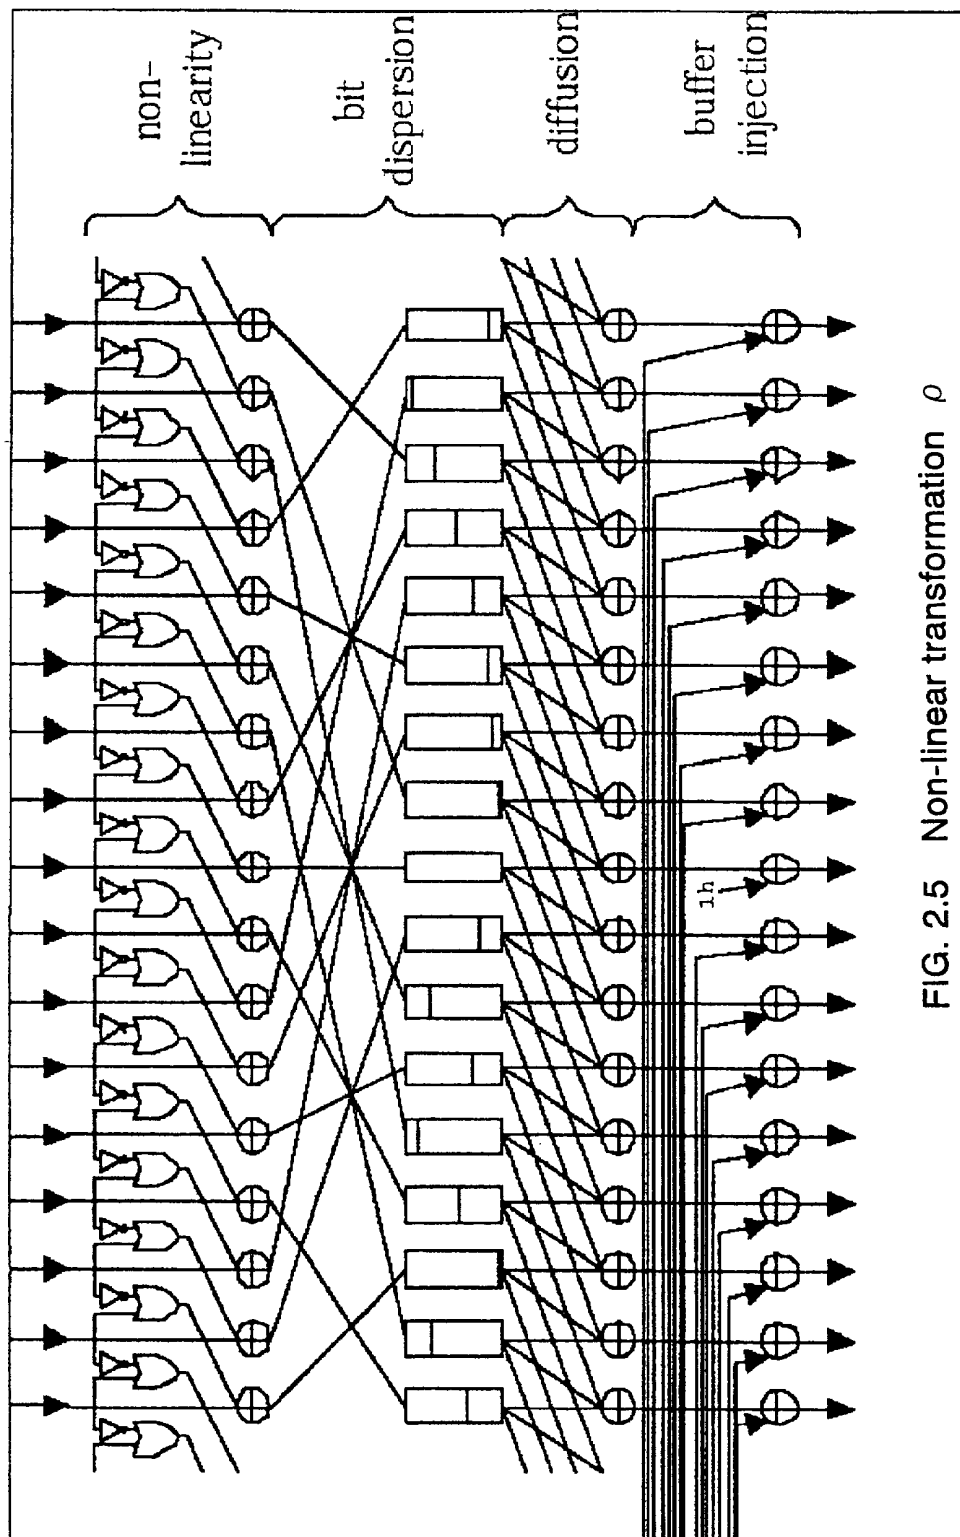 non-
linearity
bit
dispersion
diffusion
buffer
injection
1h
FIG. 2.5 Non-linear transformation ρ